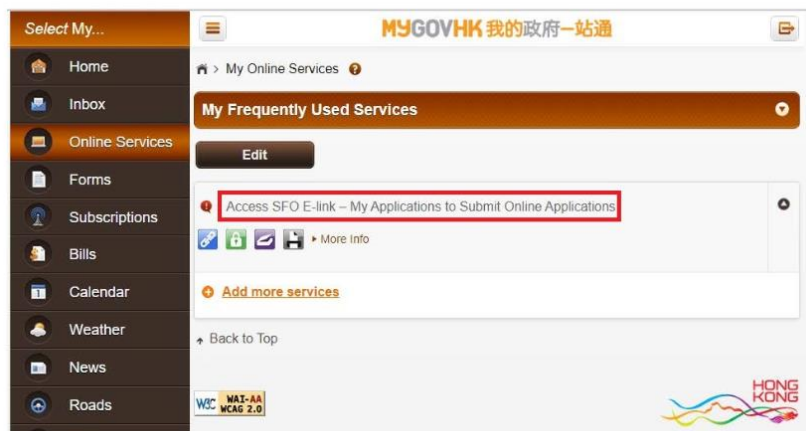 Select My...
MYGOVHK 我的政府一站通
Home
> My Online Services
Inbox
My Frequently Used Services
Online Services
Edit
Forms
Access SFO E-link – My Applications to Submit Online Applications
Subscriptions
More Info
Bills
Calendar
Add more services
Weather
Back to Top
News
HONG
KONG
Roads
W3C WAI-AA
WCAG 2.0